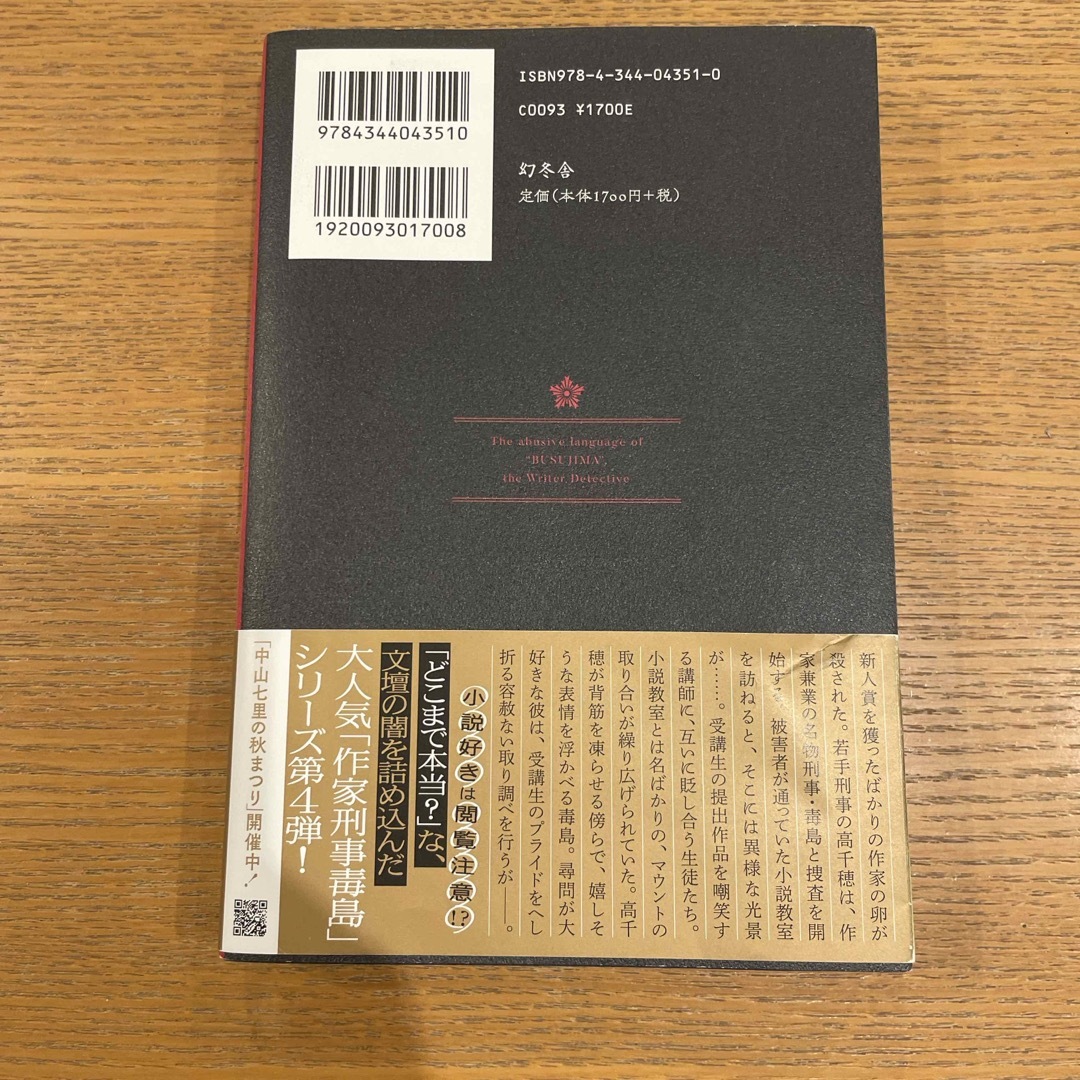 9784344043510
1920093017008
ISBN978-4-344-04351-0
C0093 ¥1700E
幻冬舎
定価(本体1700円+税)
The abusive language of
"BUSUJIMA",
the Writer Detective
新人賞を獲ったばかりの作家の卵が
殺された。若手刑事の高千穂は、作
家兼業の名物刑事・毒島と捜査を開
始する。被害者が通っていた小説教室
を訪ねると、そこには異様な光景
が……。受講生の提出作品を嘲笑す
る講師に、互いに貶し合う生徒たち。
小説教室とは名ばかりの、マウントの
取り合いが繰り広げられていた。高千
穂が背筋を凍らせる傍らで、嬉しそ
うな表情を浮かべる毒島。尋問が大
好きな彼は、受講生のプライドをへし
折る容赦ない取り調べを行うが――。
小説好きは閲覧注意!?
「どこまで本当?」な、
文壇の闇を詰め込んだ
大人気「作家刑事毒島」
シリーズ第4弾!
「中山七里の秋まつり」開催中!